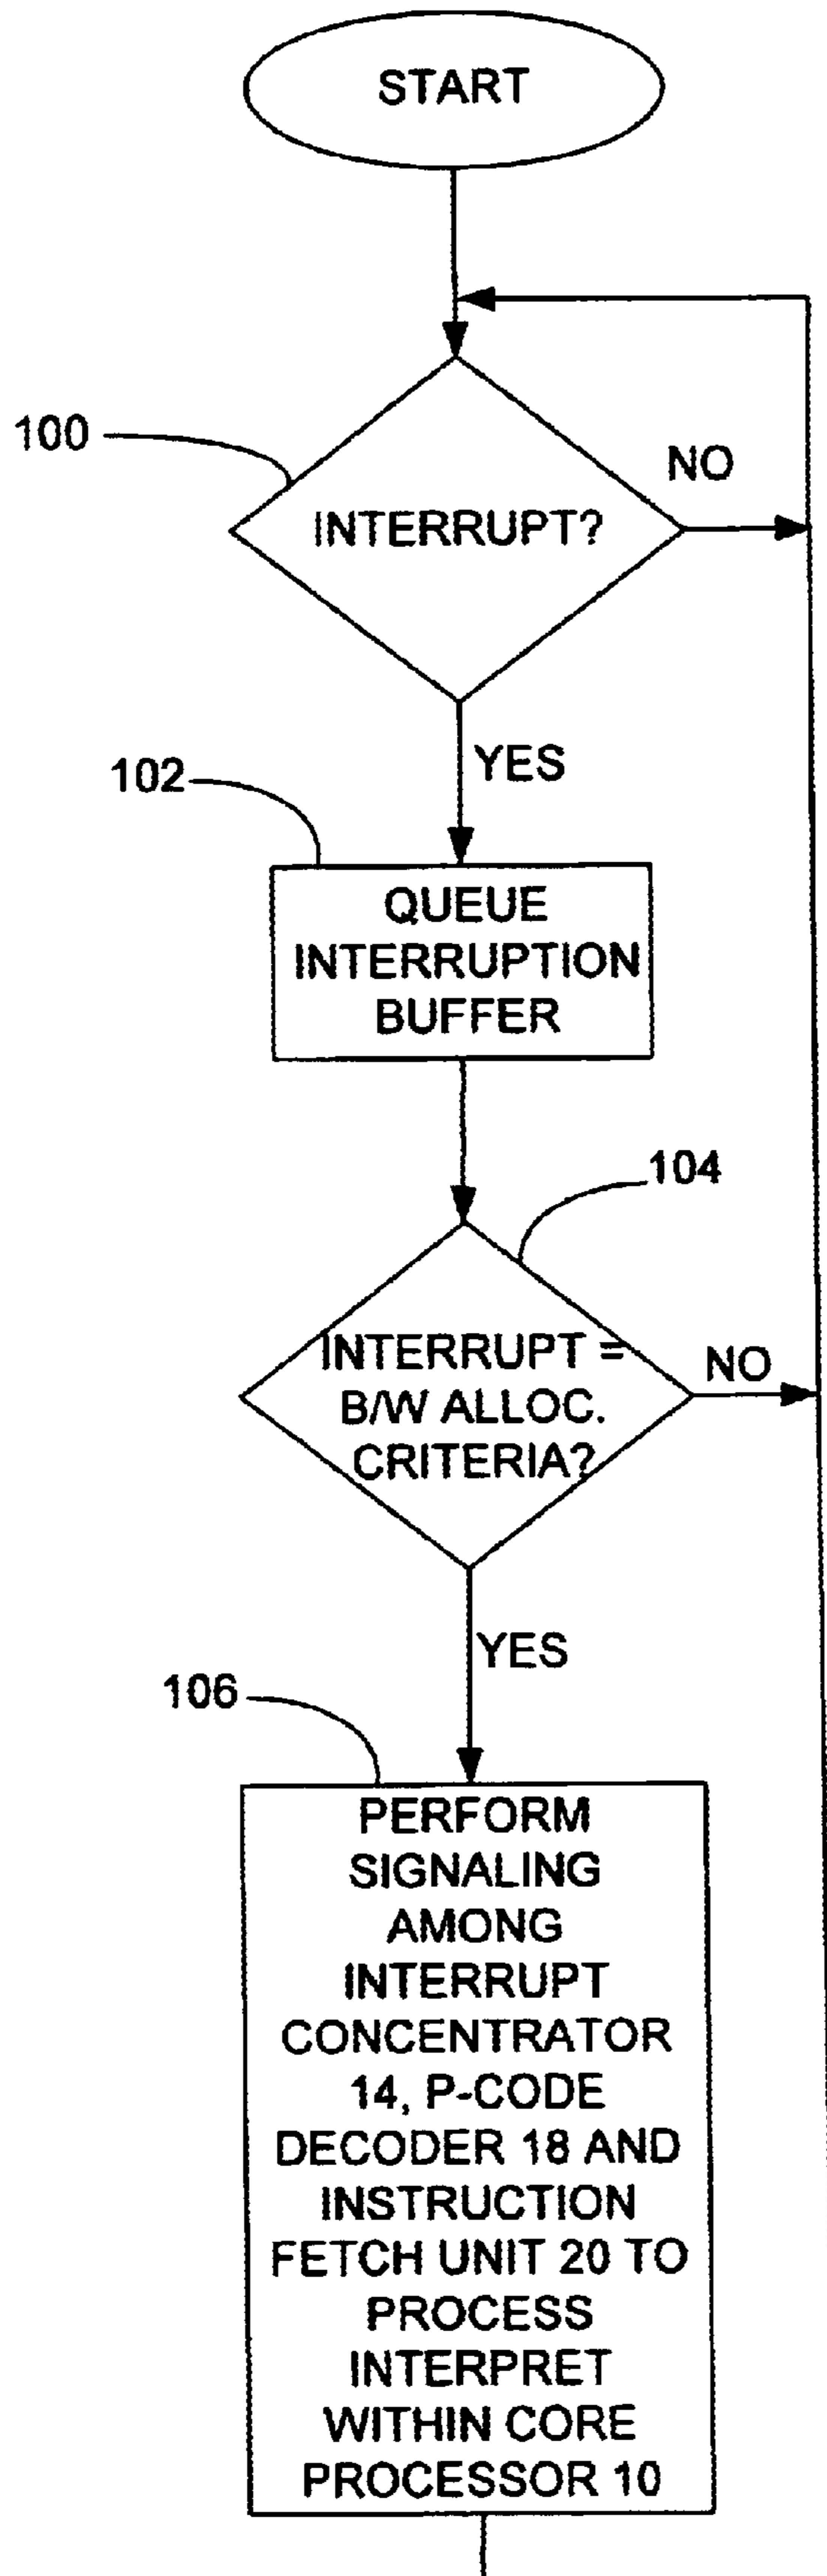 START
100
NO
INTERRUPT?
YES
102
QUEUE
INTERRUPTION
BUFFER
104
INTERRUPT =
B/W ALLOC.
CRITERIA?
NO
YES
106
PERFORM
SIGNALING
AMONG
INTERRUPT
CONCENTRATOR
14, P-CODE
DECODER 18 AND
INSTRUCTION
FETCH UNIT 20 TO
PROCESS
INTERPRET
WITHIN CORE
PROCESSOR 10